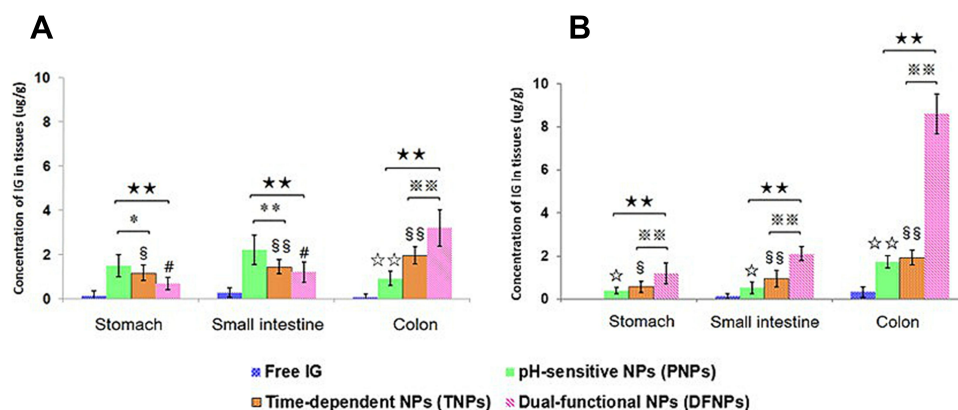 A
B
Concentration of IG in tissues (ug/g)
10
8
6
4
2
0
★★
*
§
#
★★
**
§§
#
★★
※※
☆☆
§§
Stomach
Small intestine
Colon
Concentration of IG in tissues (ug/g)
10
8
6
4
2
0
★★
※※
☆
§
★★
※※
☆
§§
★★
※※
☆☆
§§
Stomach
Small intestine
Colon
Free IG
pH-sensitive NPs (PNPs)
Time-dependent NPs (TNPs)
Dual-functional NPs (DFNPs)